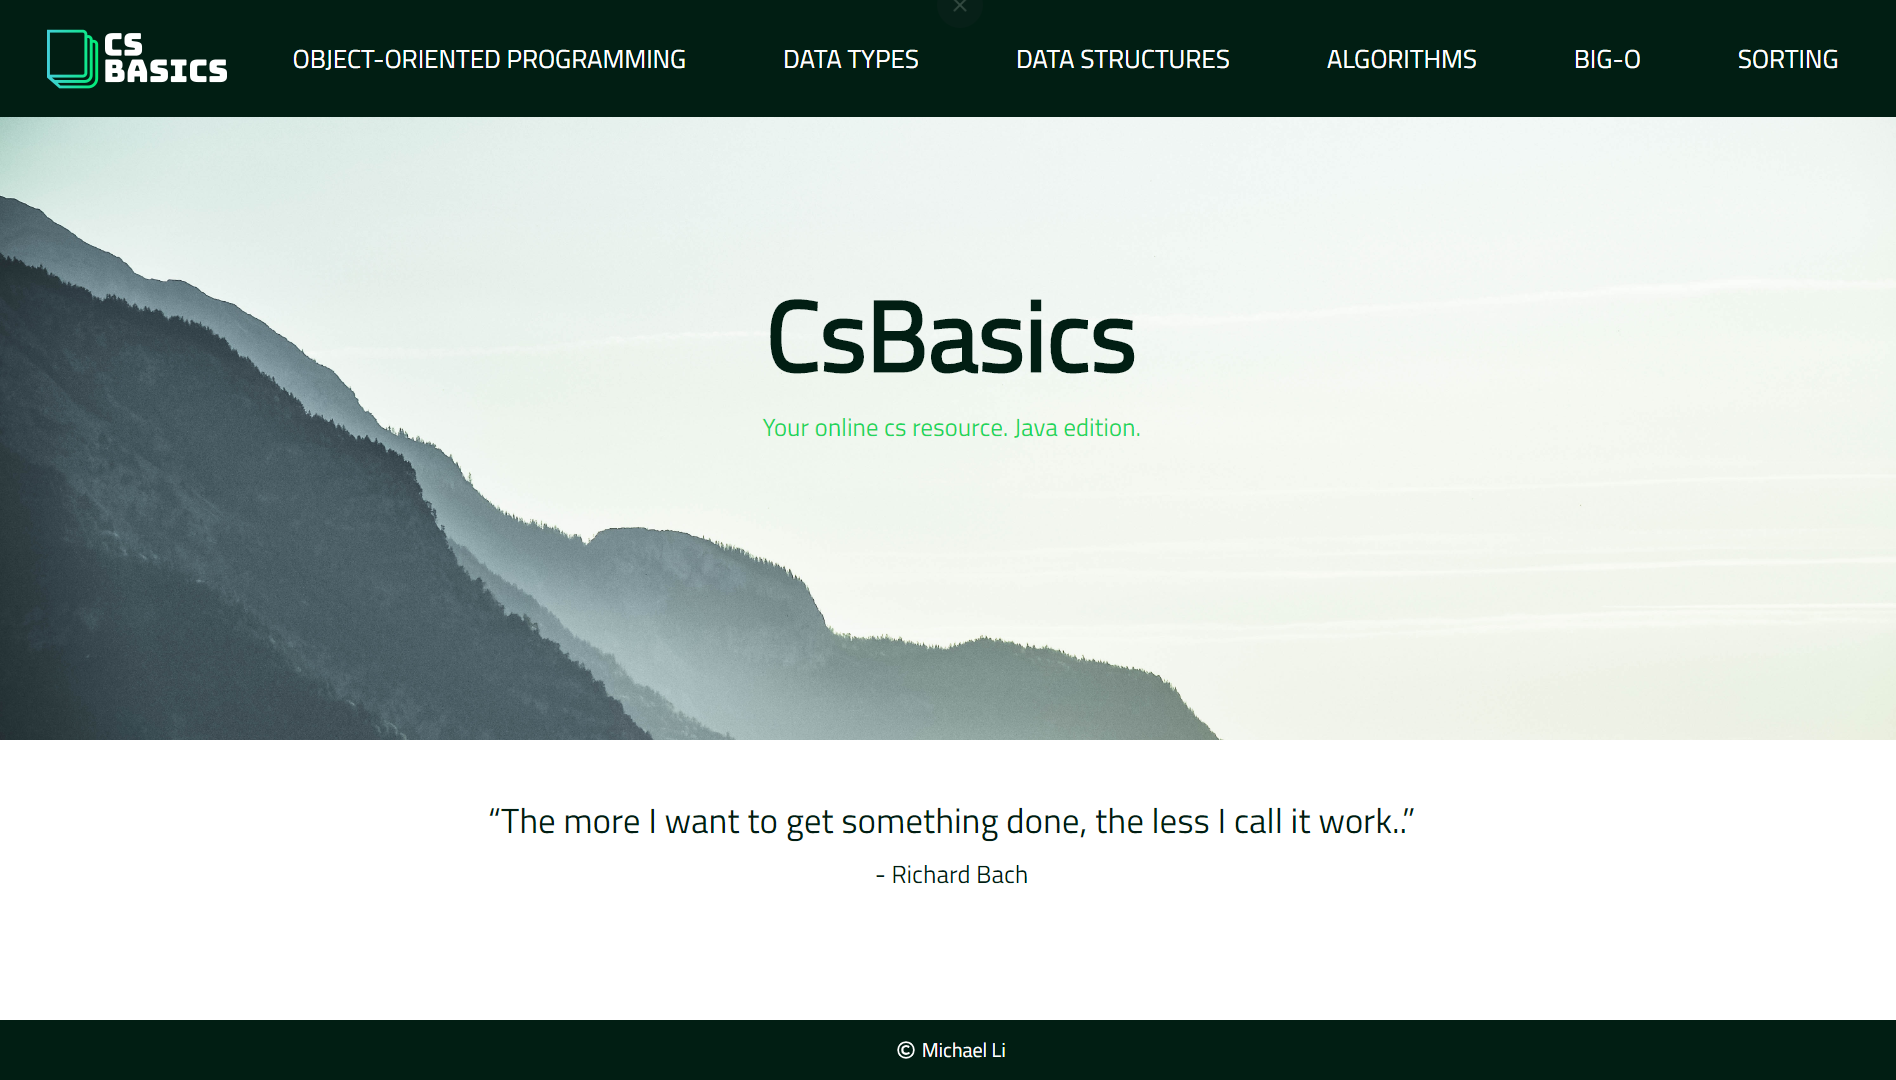 CS
BASICS
OBJECT-ORIENTED PROGRAMMING
DATA TYPES
DATA STRUCTURES
ALGORITHMS
BIG-O
SORTING
CsBasics
Your online cs resource. Java edition.
“The more I want to get something done, the less I call it work..”
- Richard Bach
© Michael Li